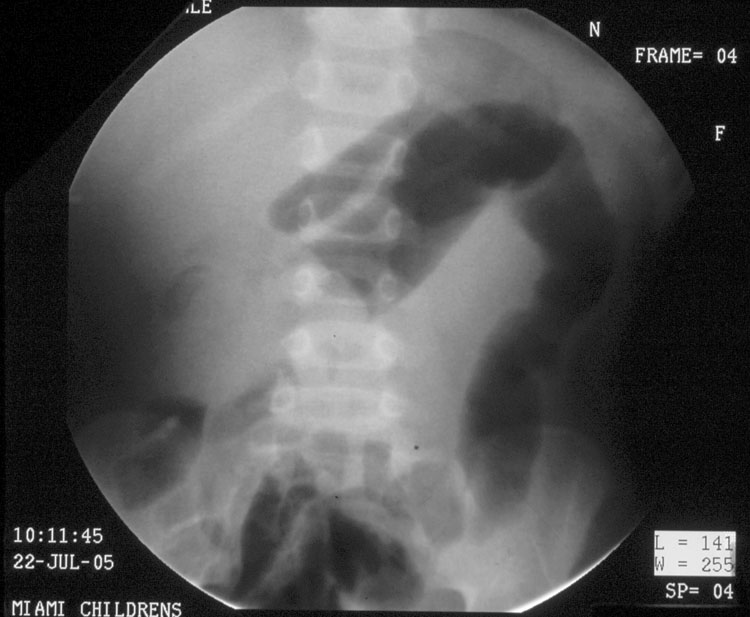 N
FRAME= 04
F
10:11:45
22-JUL-05
L = 141
W = 255
SP= 04
MIAMI CHILDRENS